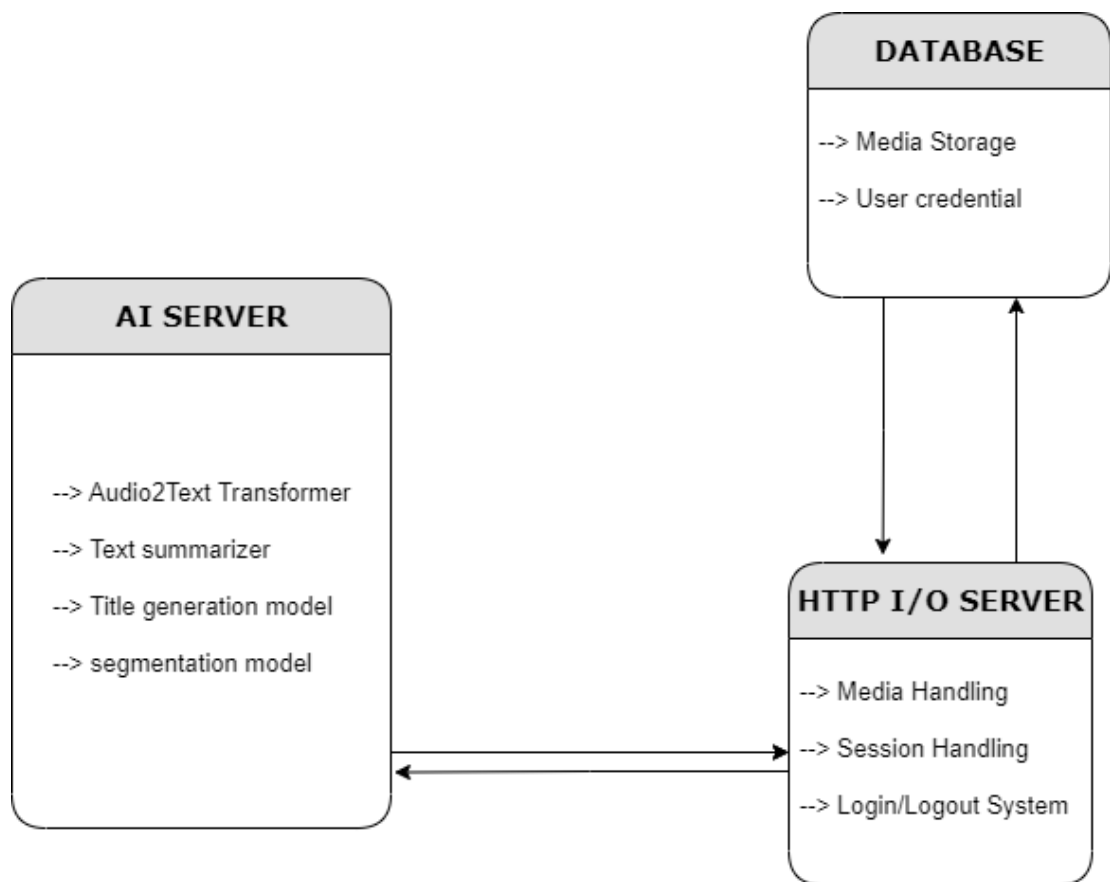 DATABASE
--> Media Storage
--> User credential
AI SERVER
--> Audio2Text Transformer
--> Text summarizer
--> Title generation model
--> segmentation model
HTTP I/O SERVER
--> Media Handling
--> Session Handling
--> Login/Logout System